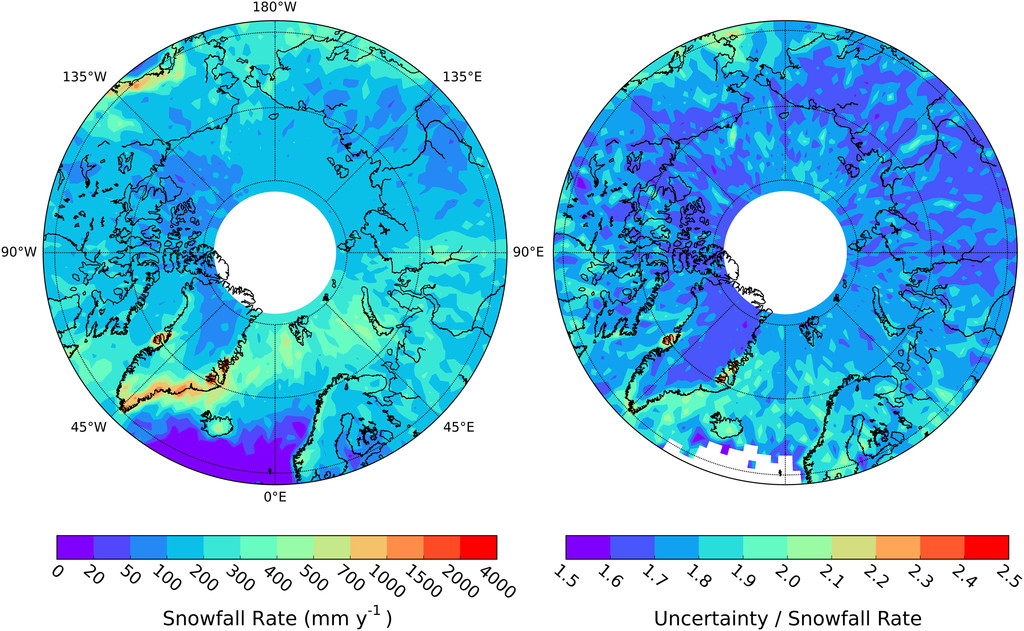 180°W
135°W 135°E
90°W 90°E
45°W 45°E
0°E
0 20 50 100 200 300 400 500 700 1000 1500 2000 4000
Snowfall Rate (mm y⁻¹)
1.5 1.6 1.7 1.8 1.9 2.0 2.1 2.2 2.3 2.4 2.5
Uncertainty / Snowfall Rate